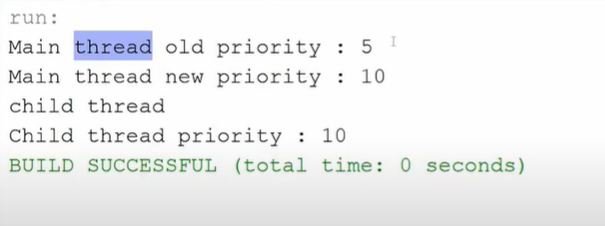 run:
Main thread old priority : 5
Main thread new priority : 10
child thread
Child thread priority : 10
BUILD SUCCESSFUL (total time: 0 seconds)